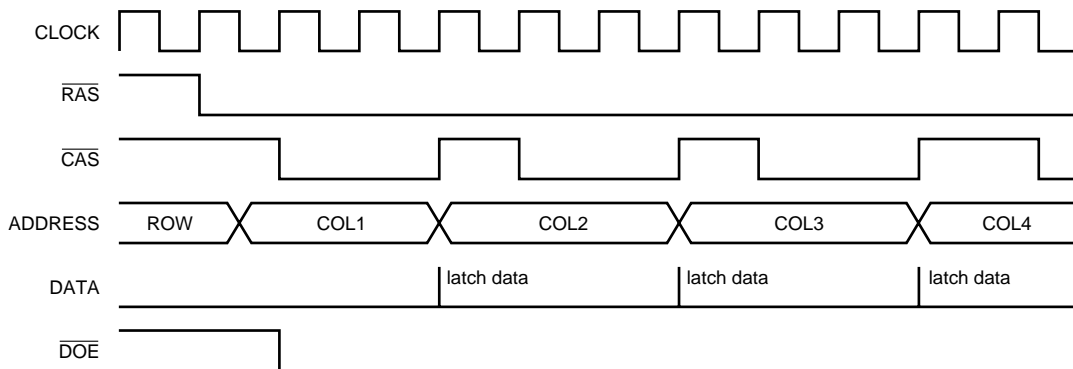 CLOCK
RAS
CAS
ADDRESS ROW COL1 COL2 COL3 COL4
DATA latch data latch data latch data
DOE